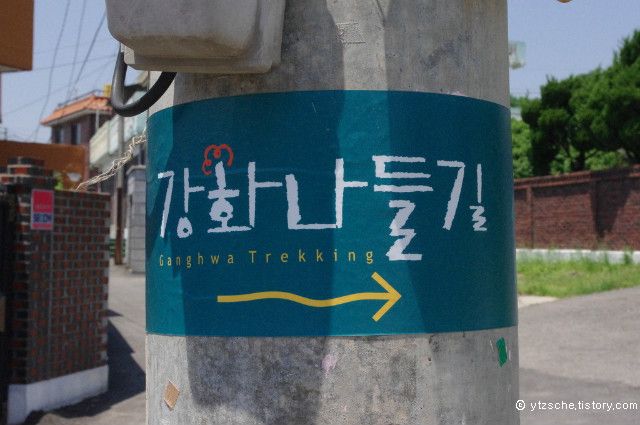 강화나들길
Ganghwa Trekking
© ytzsche.tistory.com